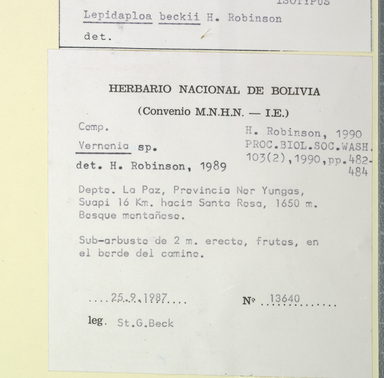 ISOTYPUS
Lepidaploa beckii H. Robinson
det.
HERBARIO NACIONAL DE BOLIVIA
(Convenio M.N.H.N. — I.E.)
Comp.
H. Robinson, 1990
Vernonia sp.
PROC.BIOL.SOC.WASH.
det. H. Robinson, 1989
103(2),1990,pp.482-
484
Depto. La Paz, Provincia Nor Yungas,
Suapi 16 Km. hacia Santa Rosa, 1650 m.
Bosque montañoso.
Sub-arbusto de 2 m. erecto, frutos, en
el borde del camino.
....25.9.1987....
Nº ..13640......
leg. St.G.Beck